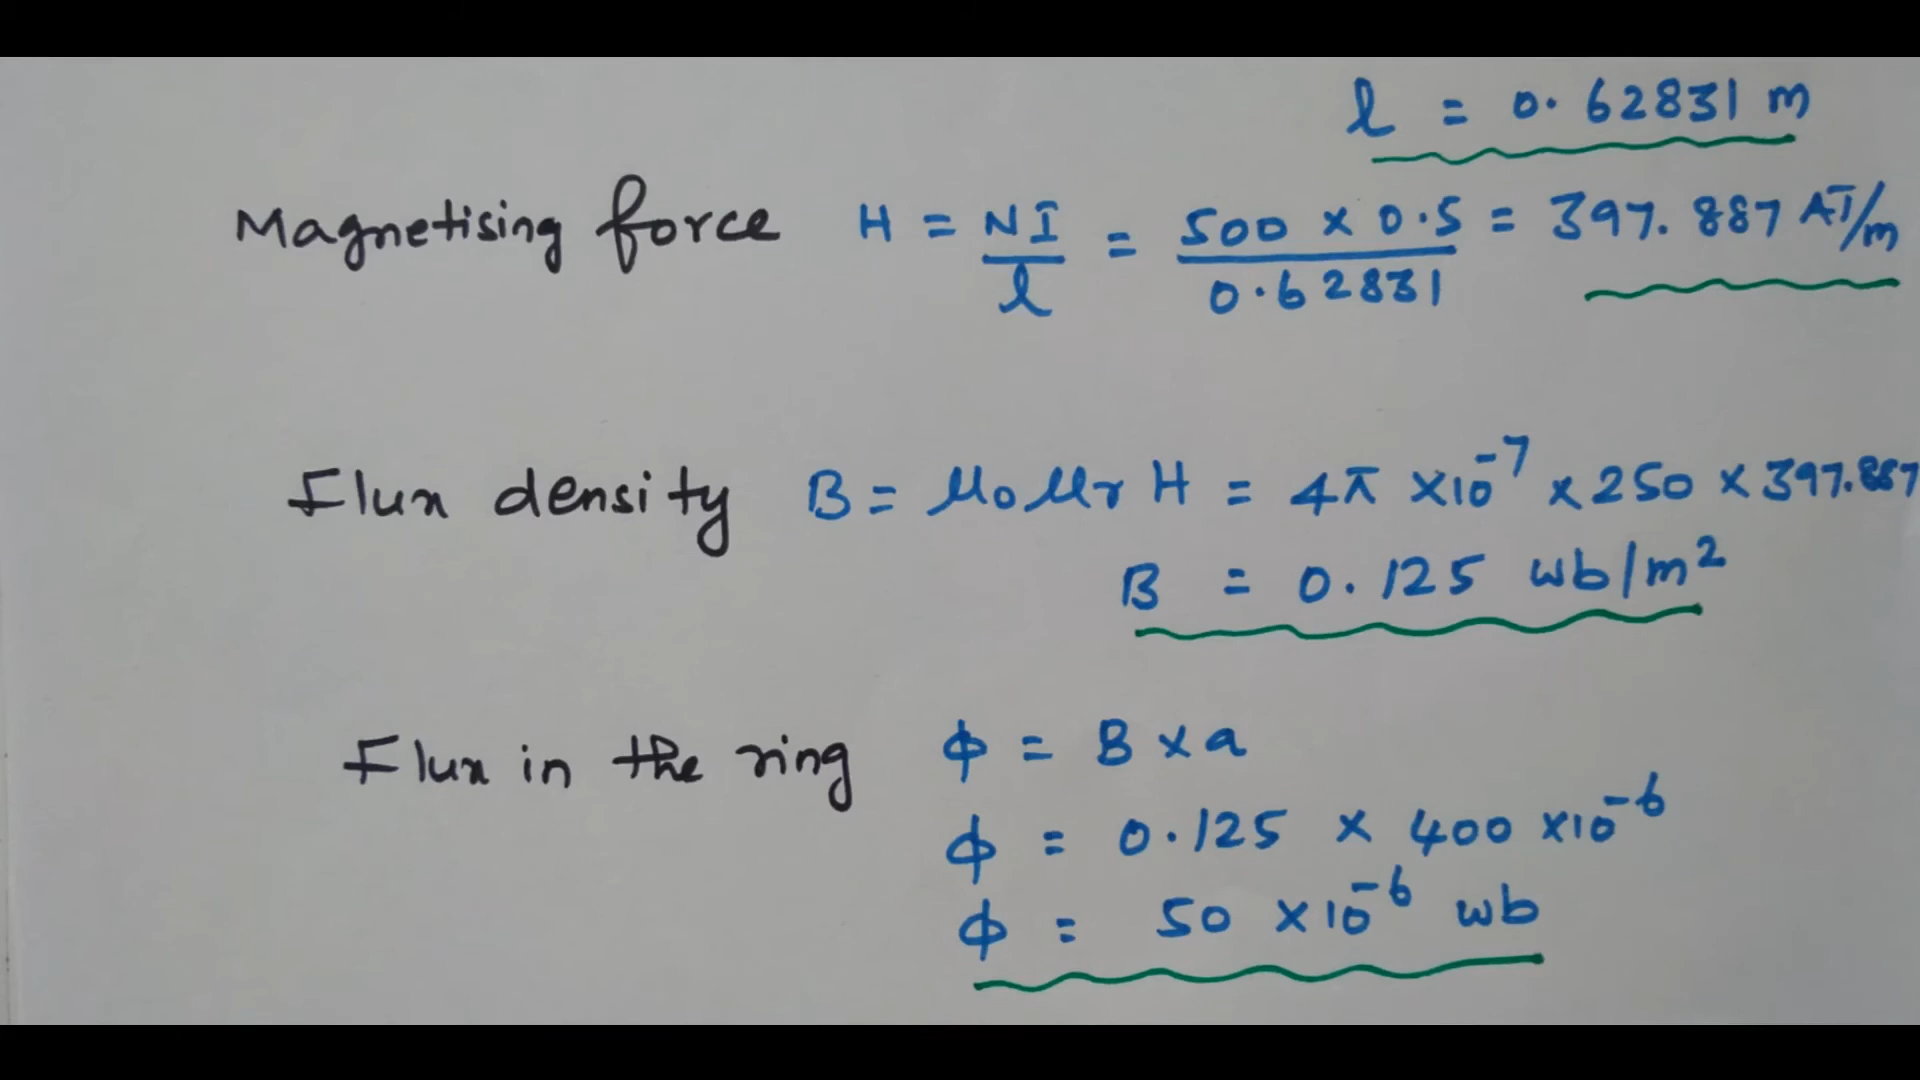 l = 0.62831 m
Magnetising force H = NI/l = 500 × 0.5/0.62831 = 397.887 AT/m
Flux density B = μ0 μr H = 4π ×10⁻⁷ × 250 × 397.887
B = 0.125 wb/m²
Flux in the ring ϕ = B × a
ϕ = 0.125 × 400 ×10⁻⁶
ϕ = 50 ×10⁻⁶ wb